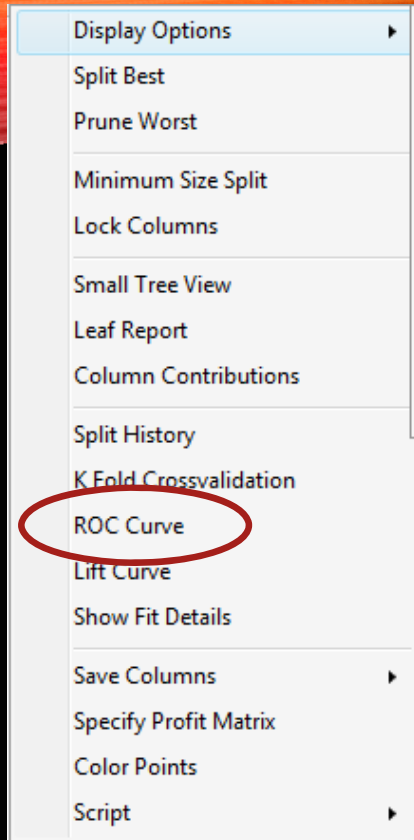 Display Options
Split Best
Prune Worst
Minimum Size Split
Lock Columns
Small Tree View
Leaf Report
Column Contributions
Split History
K Fold Crossvalidation
ROC Curve
Lift Curve
Show Fit Details
Save Columns
Specify Profit Matrix
Color Points
Script